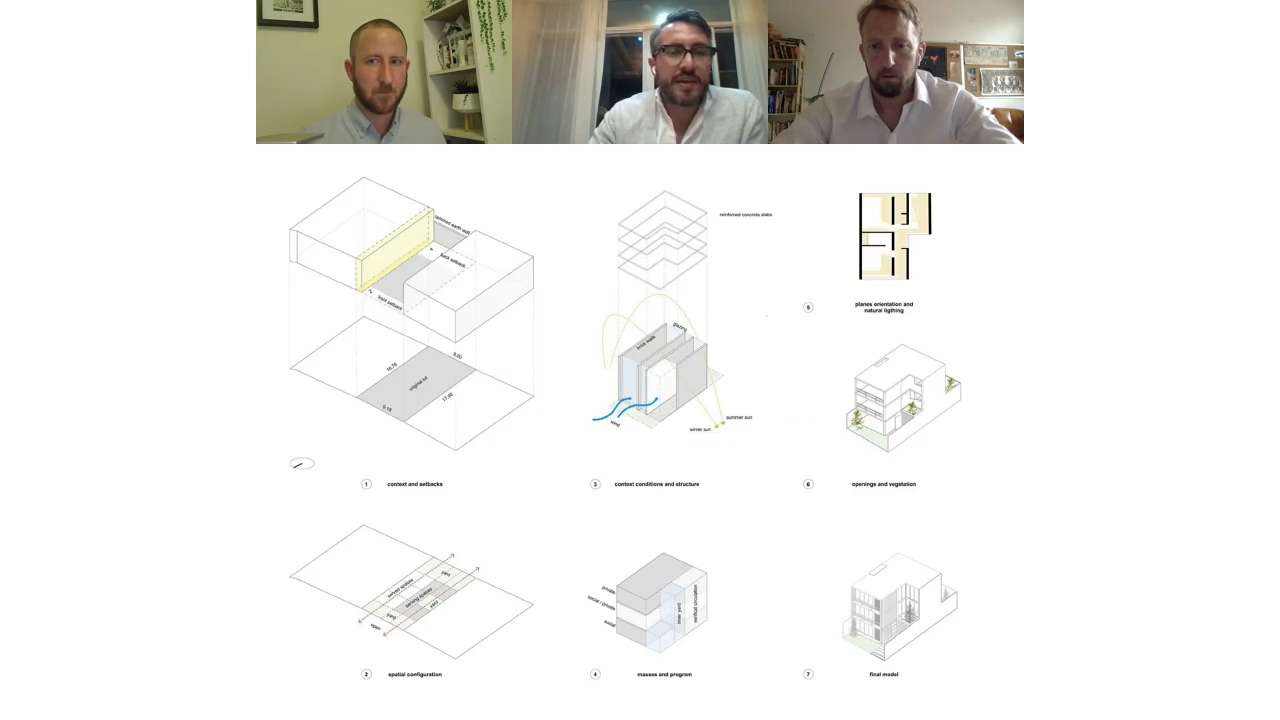 rammed earth wall
back setback
front setback
10,70
9,00
original lot
9,18
17,00
1
context and setbacks
served spaces
yard
serving spaces
yard
yard
open
2
spatial configuration
reinforced concrete slabs
glazing
brick walls
wind
summer sun
winter sun
3
context conditions and structure
private
social / private
social
inner yard
vertical circulation
4
masses and program
5
planes orientation and
natural ligthing
6
openings and vegetation
7
final model